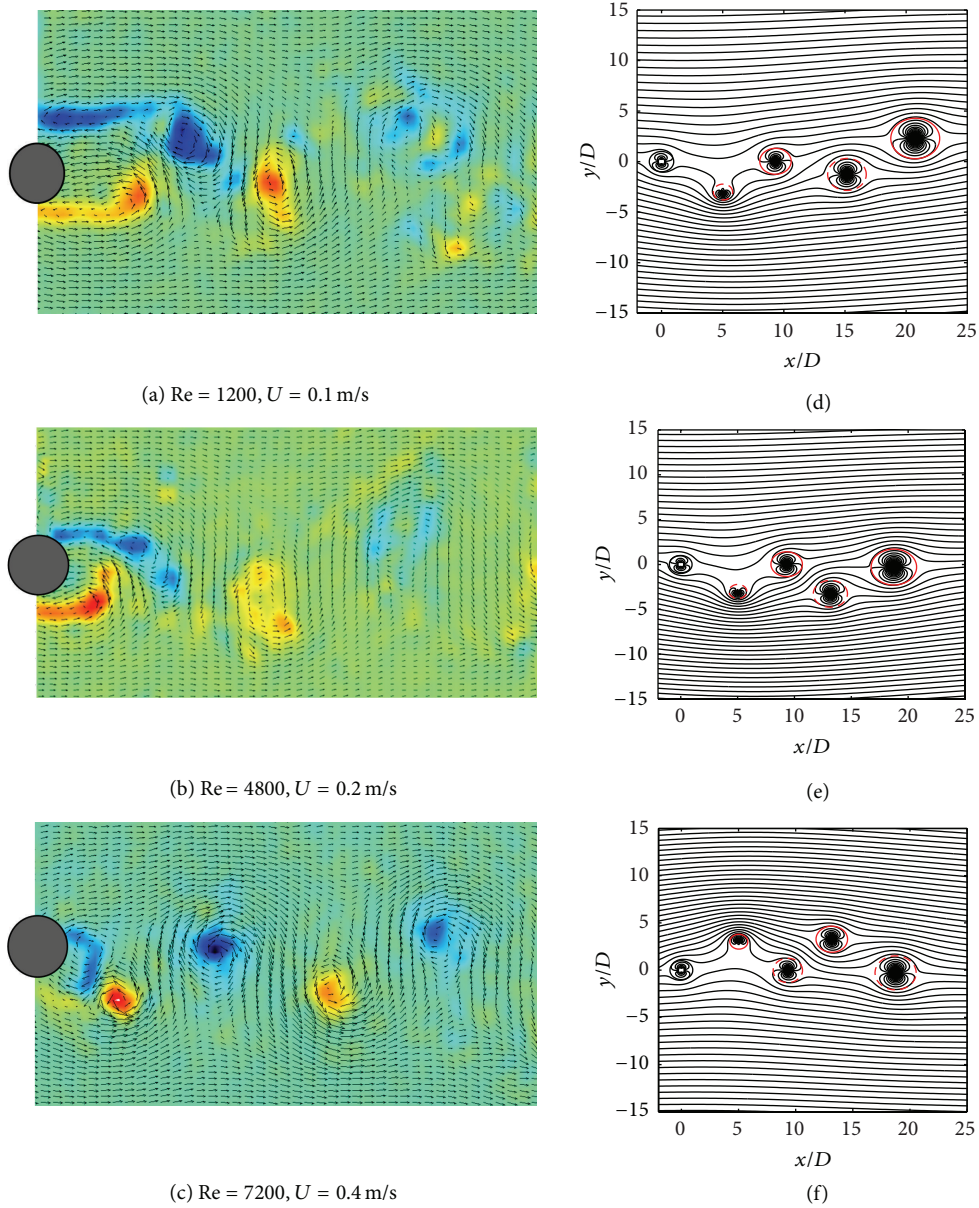 15
10
5
0
−5
−10
−15
y/D
0 5 10 15 20 25
x/D
(a) Re = 1200, U = 0.1 m/s
(d)
15
10
5
0
−5
−10
−15
y/D
0 5 10 15 20 25
x/D
(b) Re = 4800, U = 0.2 m/s
(e)
15
10
5
0
−5
−10
−15
y/D
0 5 10 15 20 25
x/D
(c) Re = 7200, U = 0.4 m/s
(f)